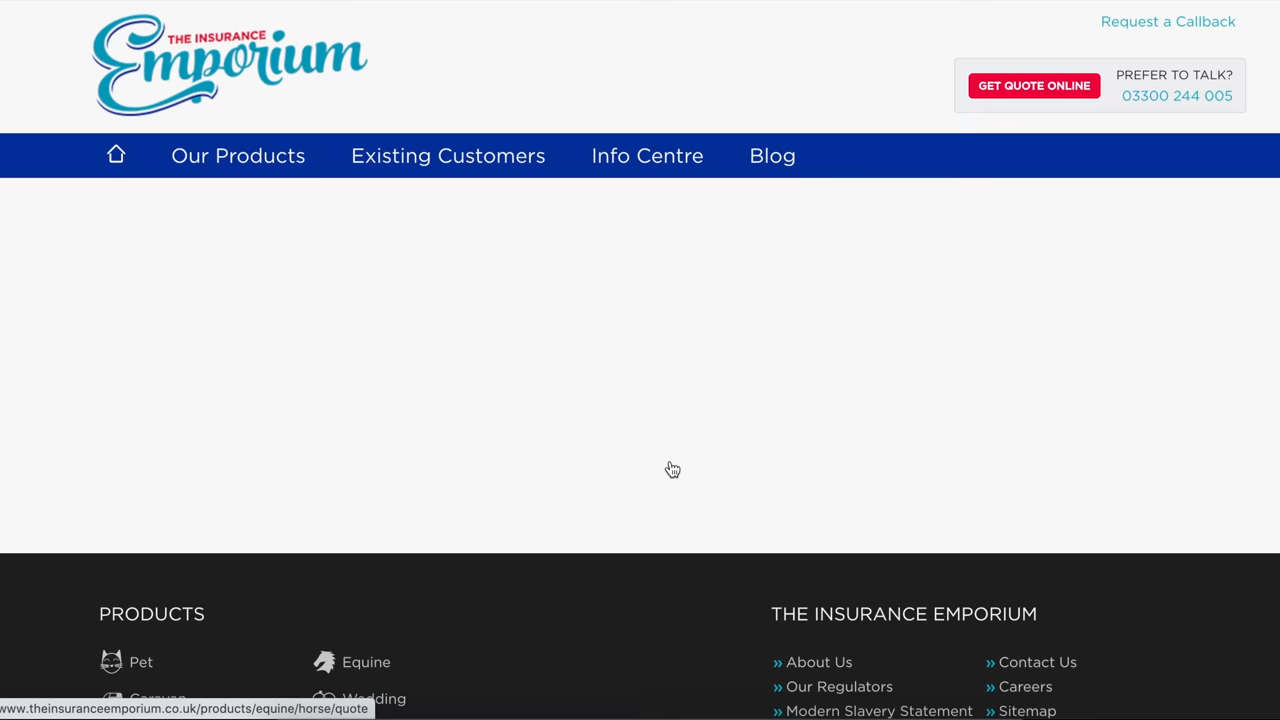 Request a Callback
THE INSURANCE
Emporium
GET QUOTE ONLINE
PREFER TO TALK?
03300 244 005
Our Products
Existing Customers
Info Centre
Blog
PRODUCTS
THE INSURANCE EMPORIUM
Pet
Equine
» About Us
» Contact Us
» Our Regulators
» Careers
Caravan
Wedding
www.theinsuranceemporium.co.uk/products/equine/horse/quote
» Modern Slavery Statement
» Sitemap